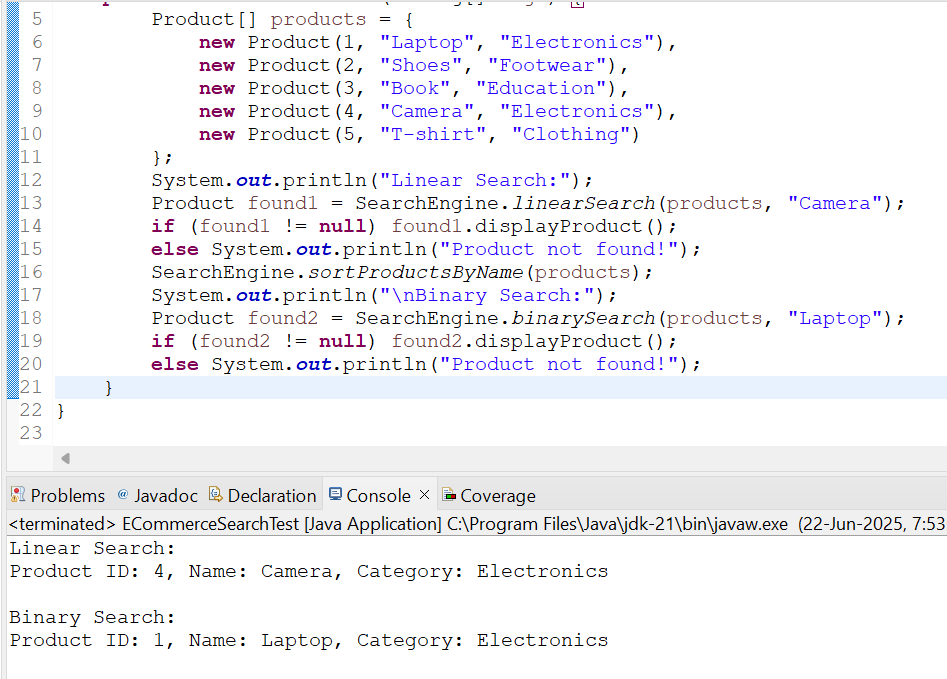 5 Product[] products = {
6 new Product(1, "Laptop", "Electronics"),
7 new Product(2, "Shoes", "Footwear"),
8 new Product(3, "Book", "Education"),
9 new Product(4, "Camera", "Electronics"),
10 new Product(5, "T-shirt", "Clothing")
11 };
12 System.out.println("Linear Search:");
13 Product found1 = SearchEngine.linearSearch(products, "Camera");
14 if (found1 != null) found1.displayProduct();
15 else System.out.println("Product not found!");
16 SearchEngine.sortProductsByName(products);
17 System.out.println("\nBinary Search:");
18 Product found2 = SearchEngine.binarySearch(products, "Laptop");
19 if (found2 != null) found2.displayProduct();
20 else System.out.println("Product not found!");
21 }
22 }
23
Problems @ Javadoc Declaration Console × Coverage
<terminated> ECommerceSearchTest [Java Application] C:\Program Files\Java\jdk-21\bin\javaw.exe (22-Jun-2025, 7:53
Linear Search:
Product ID: 4, Name: Camera, Category: Electronics
Binary Search:
Product ID: 1, Name: Laptop, Category: Electronics